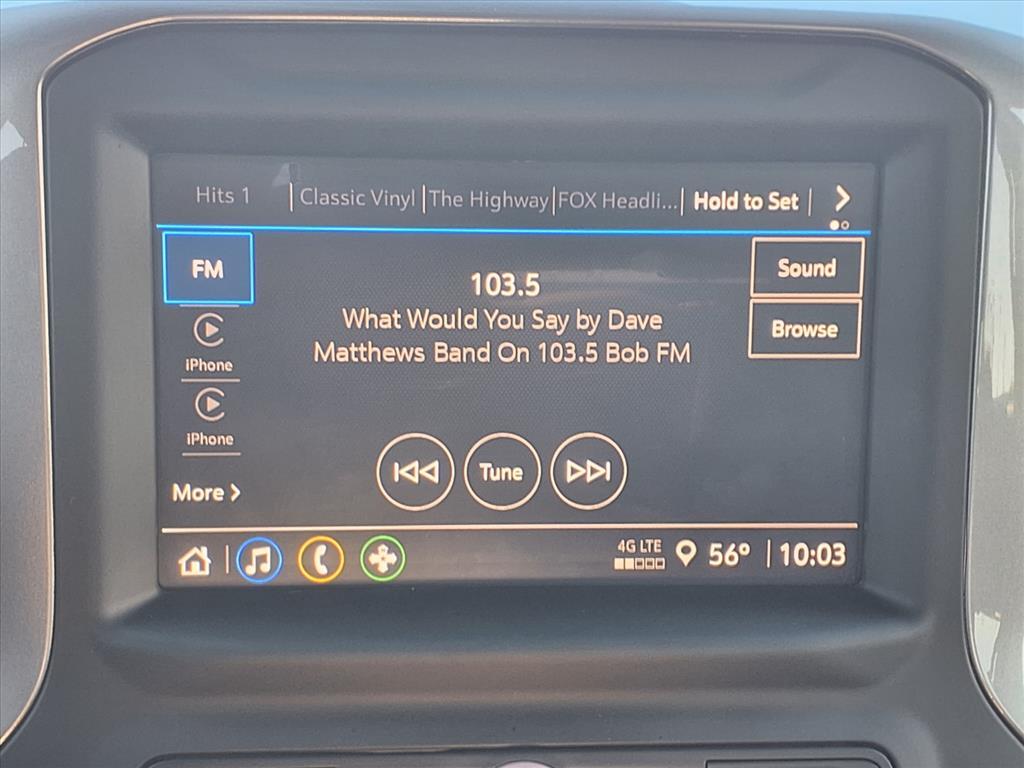 Hits 1 Classic Vinyl The Highway FOX Headli... Hold to Set
FM
103.5
Sound
What Would You Say by Dave
Browse
Matthews Band On 103.5 Bob FM
iPhone
iPhone
Tune
More
4G LTE
56° 10:03